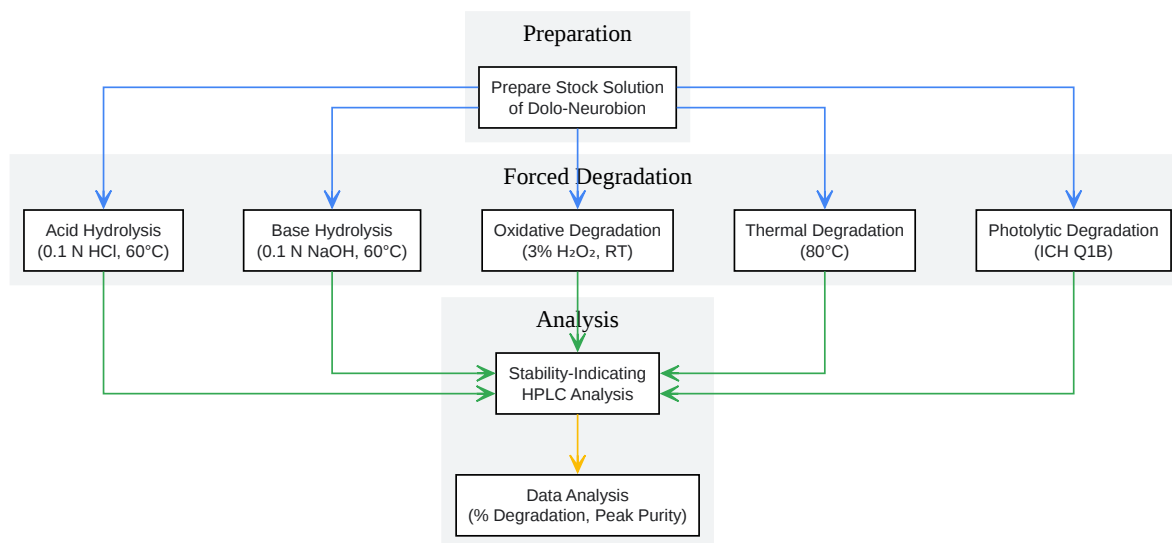 Preparation
Prepare Stock Solution
of Dolo-Neurobion
Forced Degradation
Acid Hydrolysis
(0.1 N HCl, 60°C)
Base Hydrolysis
(0.1 N NaOH, 60°C)
Oxidative Degradation
(3% H₂O₂, RT)
Thermal Degradation
(80°C)
Photolytic Degradation
(ICH Q1B)
Analysis
Stability-Indicating
HPLC Analysis
Data Analysis
(% Degradation, Peak Purity)